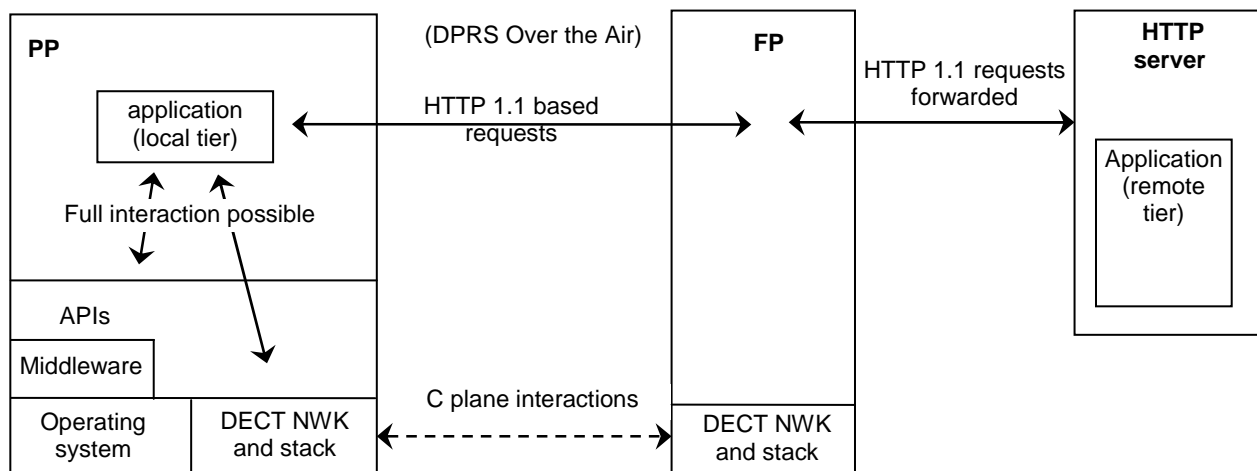 PP
(DPRS Over the Air)
FP
HTTP
server
application
(local tier)
HTTP 1.1 based
requests
HTTP 1.1 requests
forwarded
Application
(remote
tier)
Full interaction possible
APIs
Middleware
Operating
system
DECT NWK
and stack
C plane interactions
DECT NWK
and stack